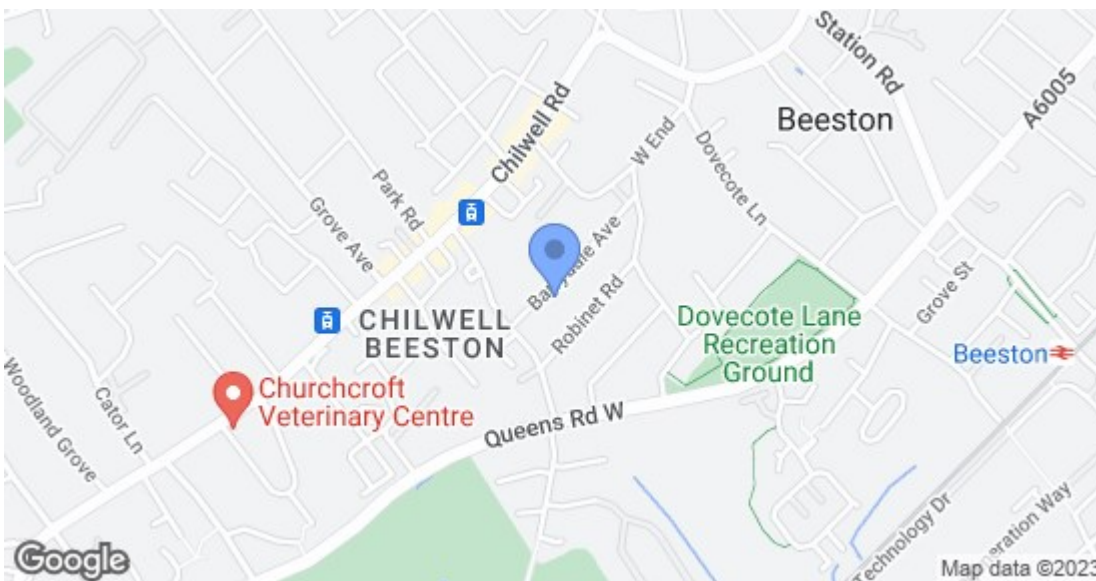 Station Rd
Beeston
A6005
Chilwell Rd
W End
Dovecote Ln
Park Rd
Grove Ave
Robinet Rd
Grove St
CHILWELL
BEESTON
Dovecote Lane
Recreation
Ground
Beeston
Churchcroft
Veterinary Centre
Woodland Grove
Cator Ln
Queens Rd W
Technology Dr
Google
Map data ©2023